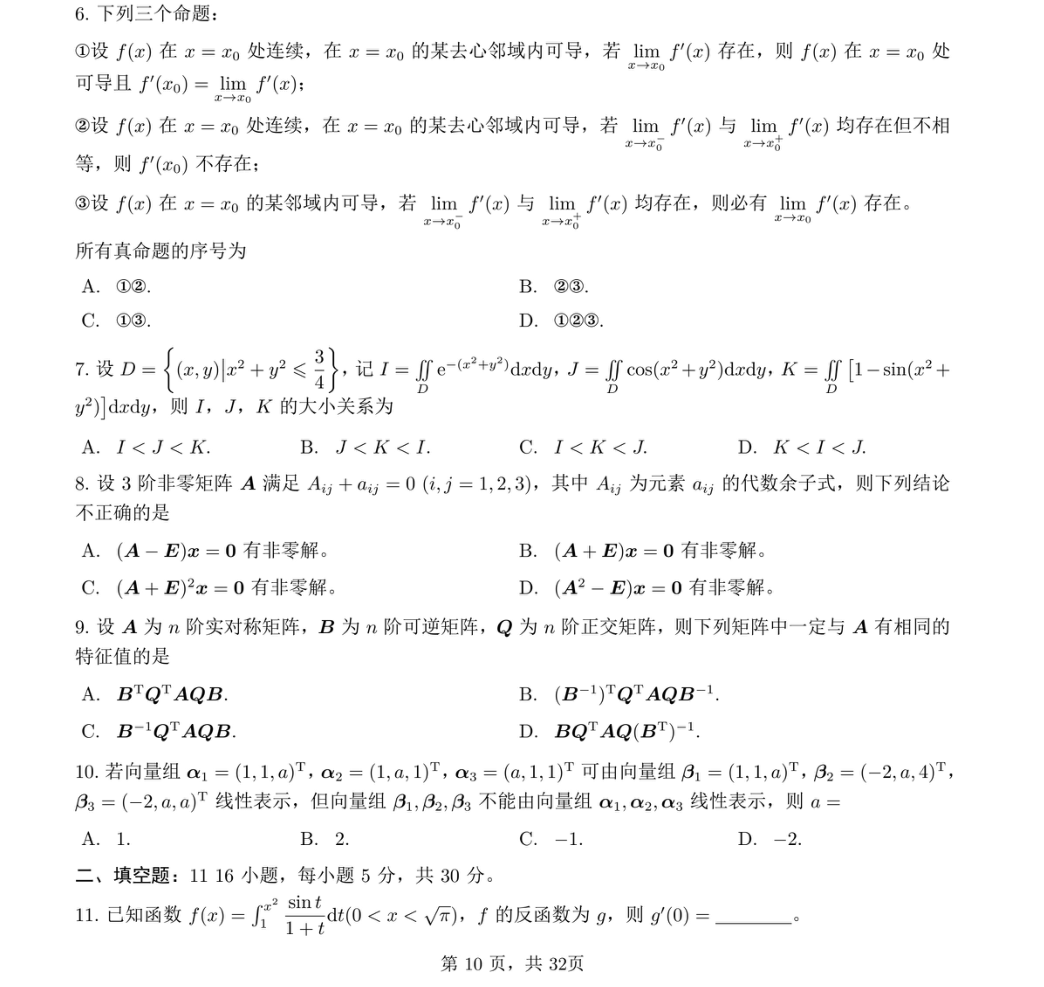 6. 下列三个命题：
①设 f(x) 在 x = x₀ 处连续，在 x = x₀ 的某去心邻域内可导，若 lim_{x→x₀} f′(x) 存在，则 f(x) 在 x = x₀ 处
可导且 f′(x₀) = lim_{x→x₀} f′(x)；
②设 f(x) 在 x = x₀ 处连续，在 x = x₀ 的某去心邻域内可导，若 lim_{x→x₀⁻} f′(x) 与 lim_{x→x₀⁺} f′(x) 均存在但不相
等，则 f′(x₀) 不存在；
③设 f(x) 在 x = x₀ 的某邻域内可导，若 lim_{x→x₀⁻} f′(x) 与 lim_{x→x₀⁺} f′(x) 均存在，则必有 lim_{x→x₀} f′(x) 存在。
所有真命题的序号为
A. ①②. B. ②③.
C. ①③. D. ①②③.
7. 设 D = {(x, y)|x² + y² ⩽ 3/4}，记 I = ∬_D e^{−(x²+y²)}dxdy，J = ∬_D cos(x² + y²)dxdy，K = ∬_D [1 − sin(x² +
y²)]dxdy，则 I，J，K 的大小关系为
A. I < J < K. B. J < K < I. C. I < K < J. D. K < I < J.
8. 设 3 阶非零矩阵 A 满足 A_{ij} + a_{ij} = 0 (i, j = 1, 2, 3)，其中 A_{ij} 为元素 a_{ij} 的代数余子式，则下列结论
不正确的是
A. (A − E)x = 0 有非零解。 B. (A + E)x = 0 有非零解。
C. (A + E)²x = 0 有非零解。 D. (A² − E)x = 0 有非零解。
9. 设 A 为 n 阶实对称矩阵，B 为 n 阶可逆矩阵，Q 为 n 阶正交矩阵，则下列矩阵中一定与 A 有相同的
特征值的是
A. BᵀQᵀAQB. B. (B⁻¹)ᵀQᵀAQB⁻¹.
C. B⁻¹QᵀAQB. D. BQᵀAQ(Bᵀ)⁻¹.
10. 若向量组 α₁ = (1, 1, a)ᵀ，α₂ = (1, a, 1)ᵀ，α₃ = (a, 1, 1)ᵀ 可由向量组 β₁ = (1, 1, a)ᵀ，β₂ = (−2, a, 4)ᵀ，
β₃ = (−2, a, a)ᵀ 线性表示，但向量组 β₁, β₂, β₃ 不能由向量组 α₁, α₂, α₃ 线性表示，则 a =
A. 1. B. 2. C. −1. D. −2.
二、填空题：11 16 小题，每小题 5 分，共 30 分。
11. 已知函数 f(x) = ∫₁^{x²} sin t/(1 + t) dt(0 < x < √π)，f 的反函数为 g，则 g′(0) = ________。
第 10 页，共 32页